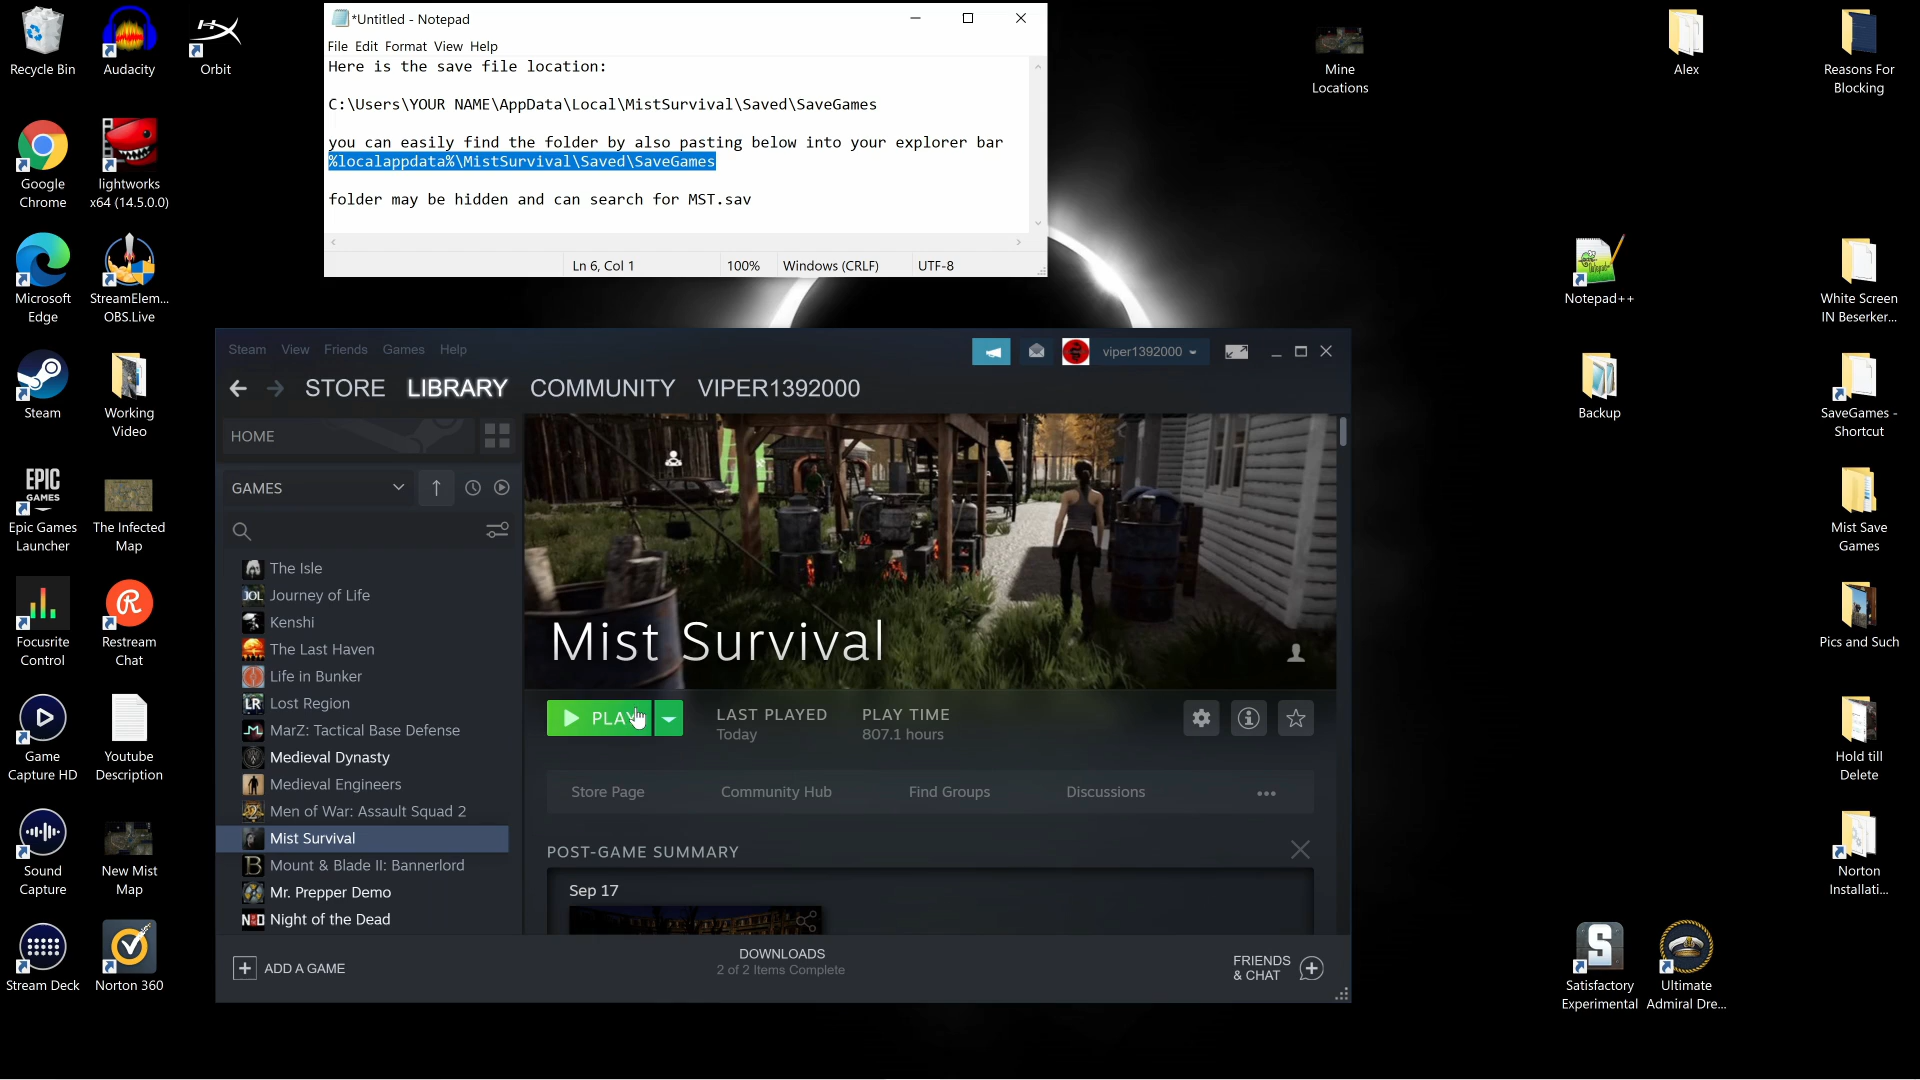 Recycle Bin
Audacity
Orbit
Google
Chrome
lightworks
x64 (14.5.0.0)
Microsoft
Edge
StreamElem...
OBS.Live
Steam
Working
Video
EPIC
GAMES
Epic Games
Launcher
The Infected
Map
Focusrite
Control
Restream
Chat
Game
Capture HD
Youtube
Description
Sound
Capture
New Mist
Map
Stream Deck
Norton 360
*Untitled - Notepad
File Edit Format View Help
Here is the save file location:
C:\Users\YOUR NAME\AppData\Local\MistSurvival\Saved\SaveGames
you can easily find the folder by also pasting below into your explorer bar
%localappdata%\MistSurvival\Saved\SaveGames
folder may be hidden and can search for MST.sav
Ln 6, Col 1
100%
Windows (CRLF)
UTF-8
Steam View Friends Games Help
viper1392000
STORE LIBRARY COMMUNITY VIPER1392000
HOME
GAMES
The Isle
JOL Journey of Life
Kenshi
The Last Haven
Life in Bunker
LR Lost Region
MarZ: Tactical Base Defense
Medieval Dynasty
Medieval Engineers
Men of War: Assault Squad 2
Mist Survival
B Mount & Blade II: Bannerlord
Mr. Prepper Demo
Night of the Dead
ADD A GAME
Mist Survival
PLAY
LAST PLAYED
Today
PLAY TIME
807.1 hours
Store Page
Community Hub
Find Groups
Discussions
POST-GAME SUMMARY
Sep 17
DOWNLOADS
2 of 2 Items Complete
FRIENDS
& CHAT
Mine
Locations
Alex
Reasons For
Blocking
Notepad++
White Screen
IN Beserker...
Backup
SaveGames -
Shortcut
Mist Save
Games
Pics and Such
Hold till
Delete
Norton
Installati...
Satisfactory
Experimental
Ultimate
Admiral Dre...